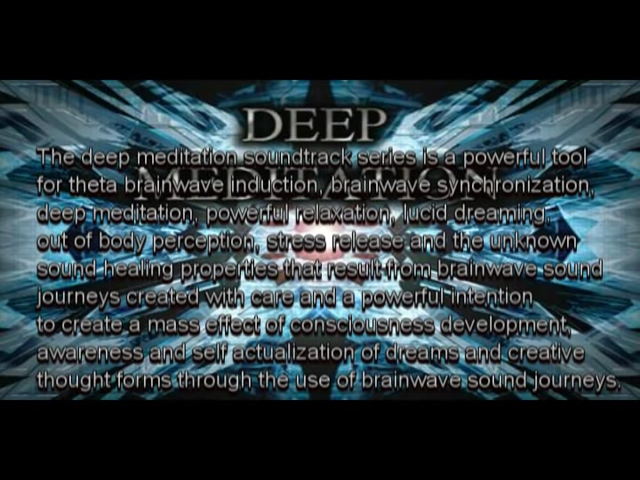 DEEP
MEDITATION
The deep meditation soundtrack series is a powerful tool
for theta brainwave induction, brainwave synchronization,
deep meditation, powerful relaxation, lucid dreaming,
out of body perception, stress release and the unknown
sound healing properties that result from brainwave sound
journeys created with care and a powerful intention
to create a mass effect of consciousness development,
awareness and self actualization of dreams and creative
thought forms through the use of brainwave sound journeys.